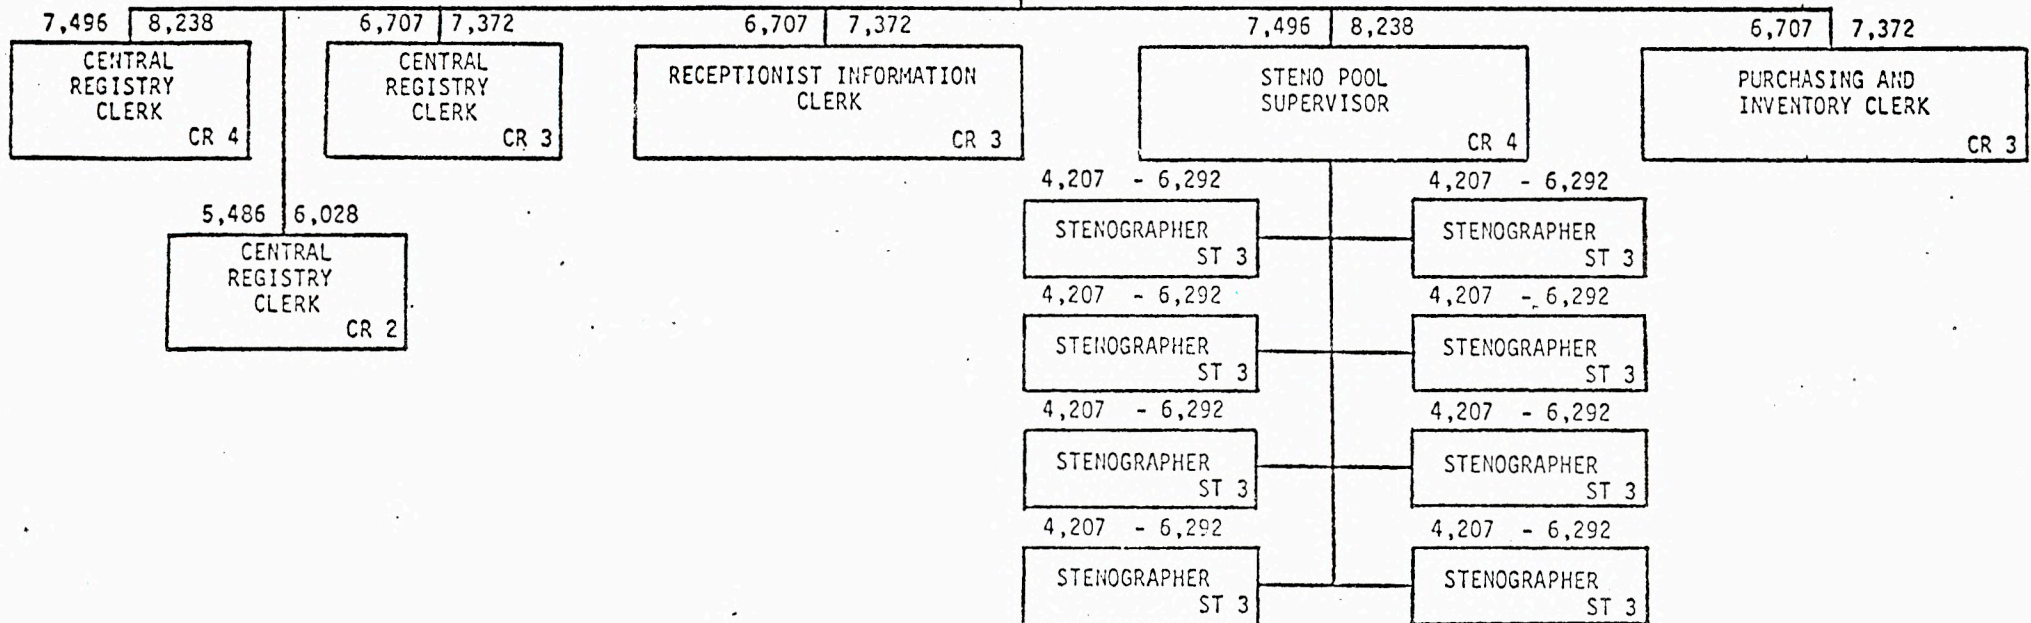 7,496 8,238
CENTRAL
REGISTRY
CLERK
CR 4
6,707 7,372
CENTRAL
REGISTRY
CLERK
CR 3
6,707 7,372
RECEPTIONIST INFORMATION
CLERK
CR 3
7,496 8,238
STENO POOL
SUPERVISOR
CR 4
6,707 7,372
PURCHASING AND
INVENTORY CLERK
CR 3
5,486 6,028
CENTRAL
REGISTRY
CLERK
CR 2
4,207 - 6,292
STENOGRAPHER
ST 3
4,207 - 6,292
STENOGRAPHER
ST 3
4,207 - 6,292
STENOGRAPHER
ST 3
4,207 - 6,292
STENOGRAPHER
ST 3
4,207 - 6,292
STENOGRAPHER
ST 3
4,207 - 6,292
STENOGRAPHER
ST 3
4,207 - 6,292
STENOGRAPHER
ST 3
4,207 - 6,292
STENOGRAPHER
ST 3